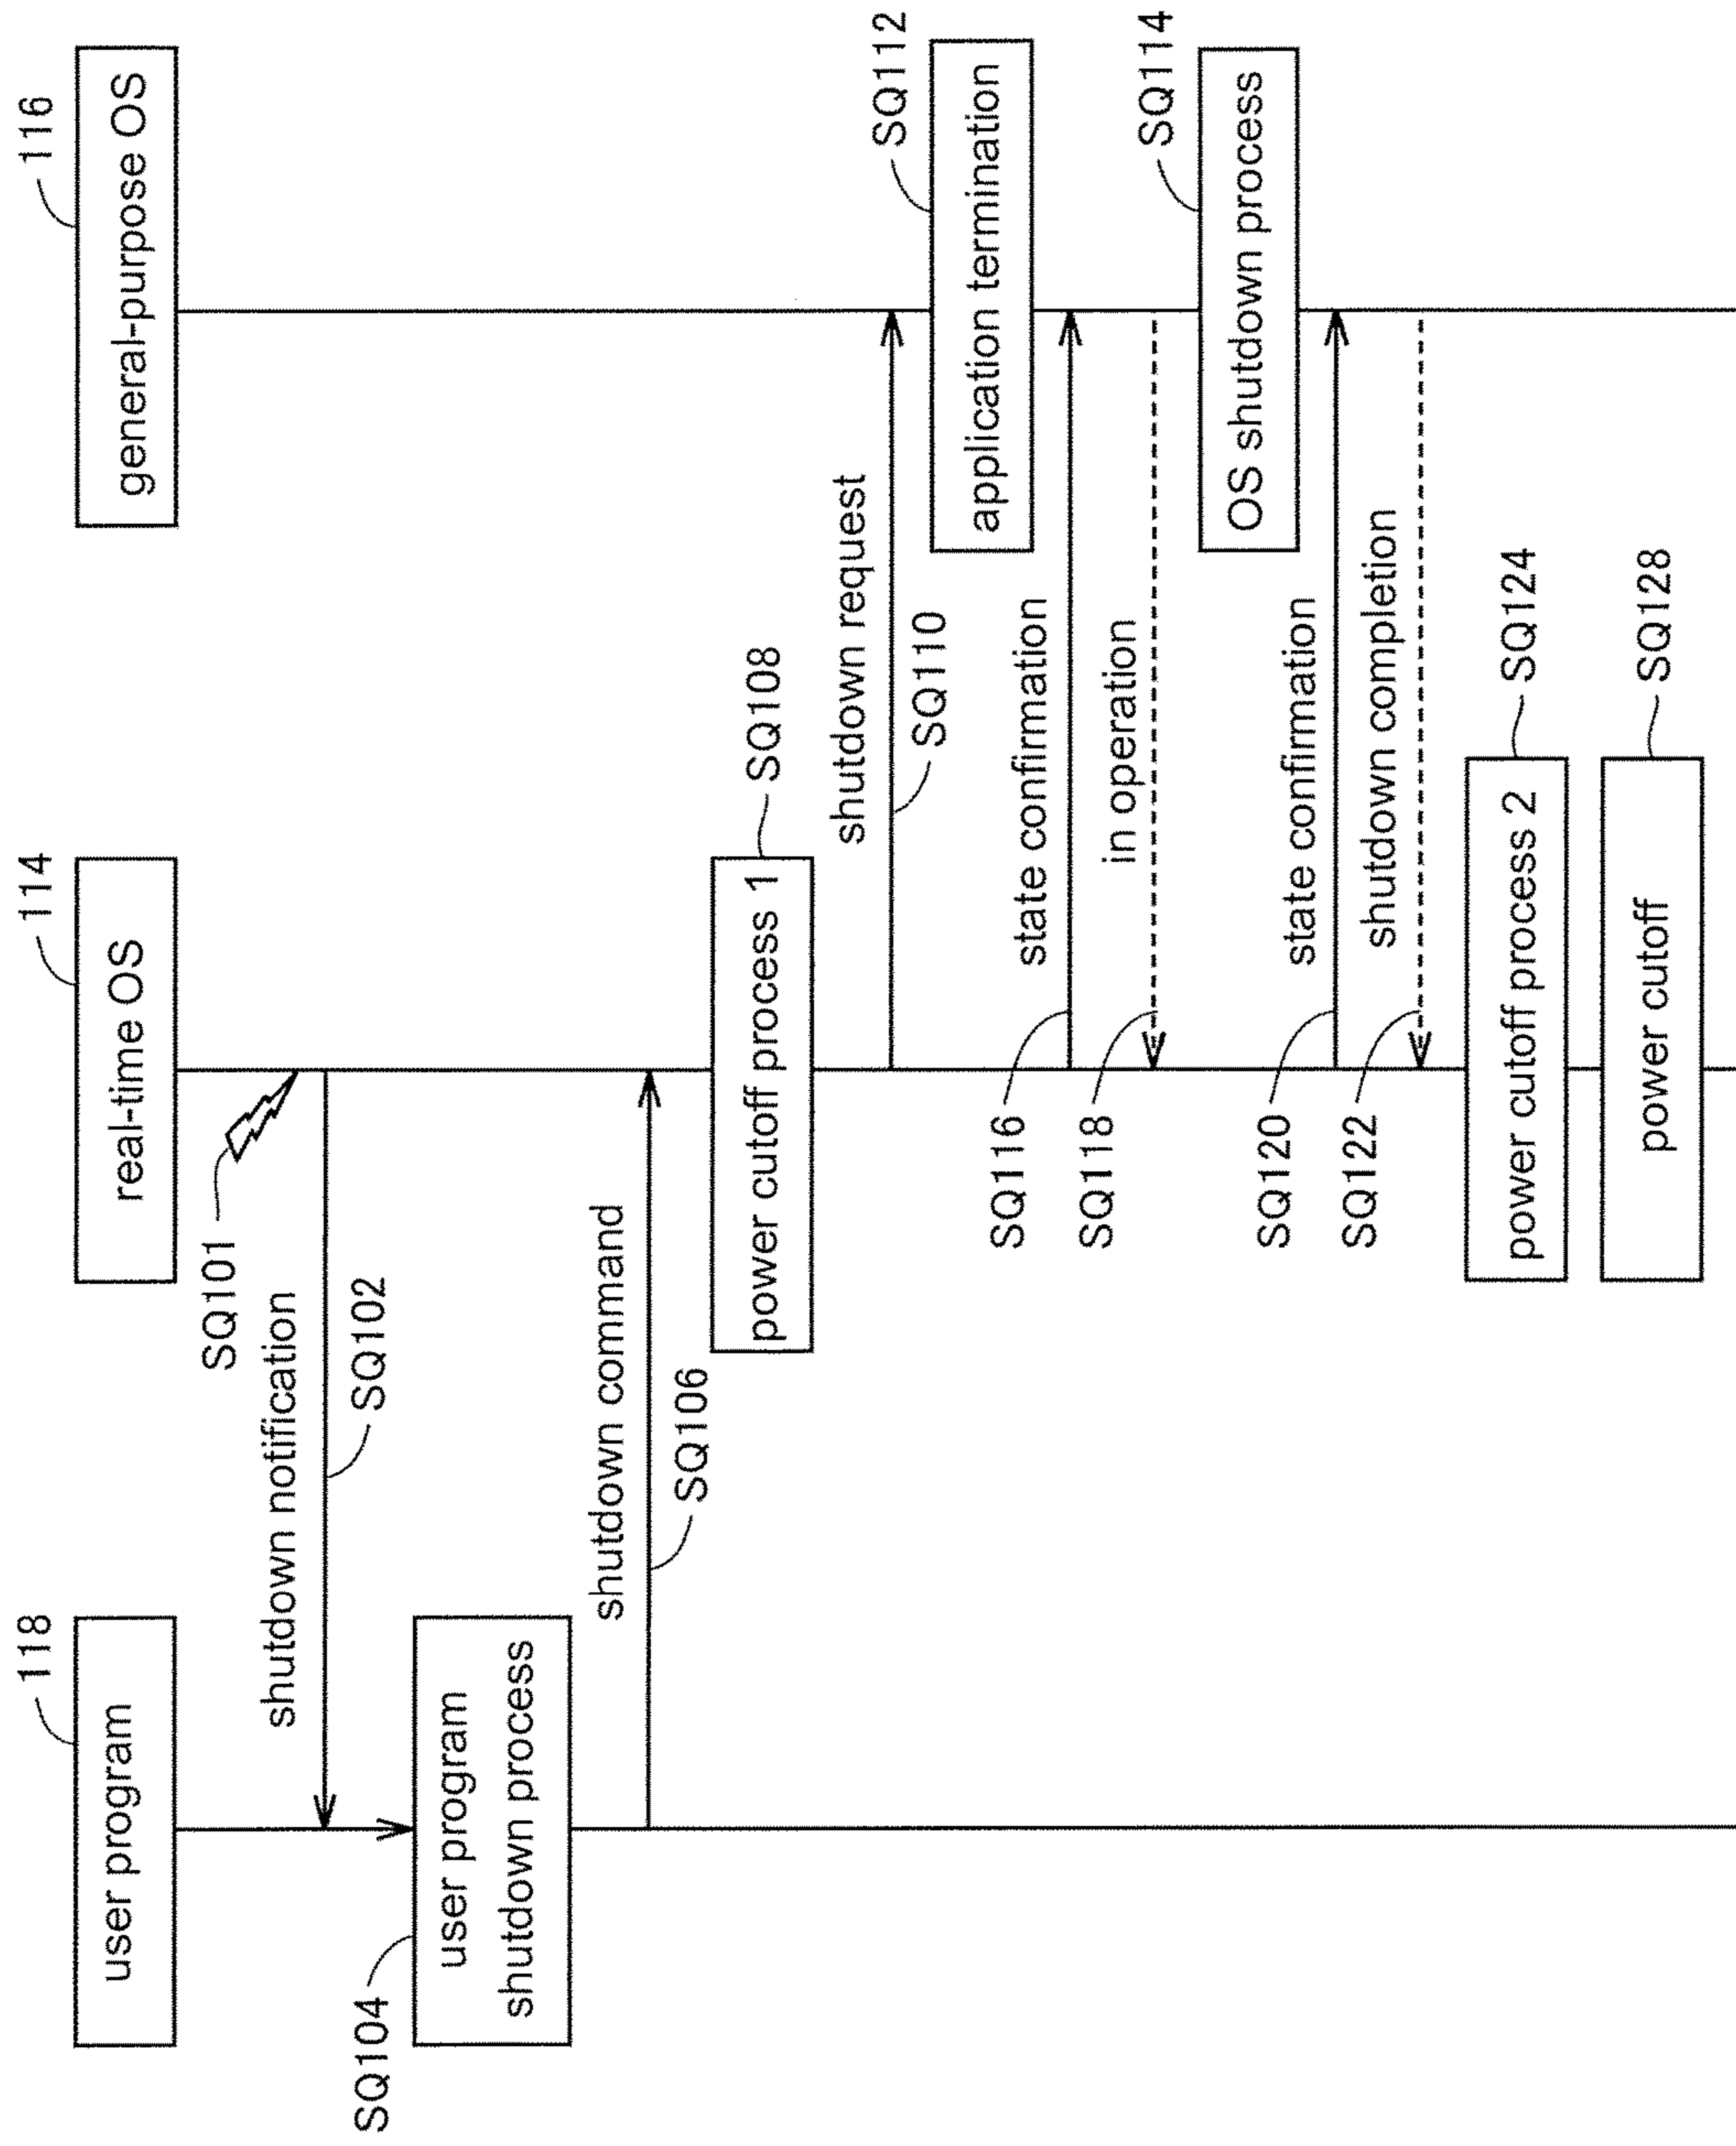 118
user program
114
real-time OS
116
general-purpose OS
SQ101
shutdown notification
SQ102
SQ104
user program
shutdown process
shutdown command
SQ106
power cutoff process 1
SQ108
shutdown request
SQ110
application termination
SQ112
state confirmation
SQ116
in operation
SQ118
OS shutdown process
SQ114
state confirmation
SQ120
shutdown completion
SQ122
power cutoff process 2
SQ124
power cutoff
SQ128